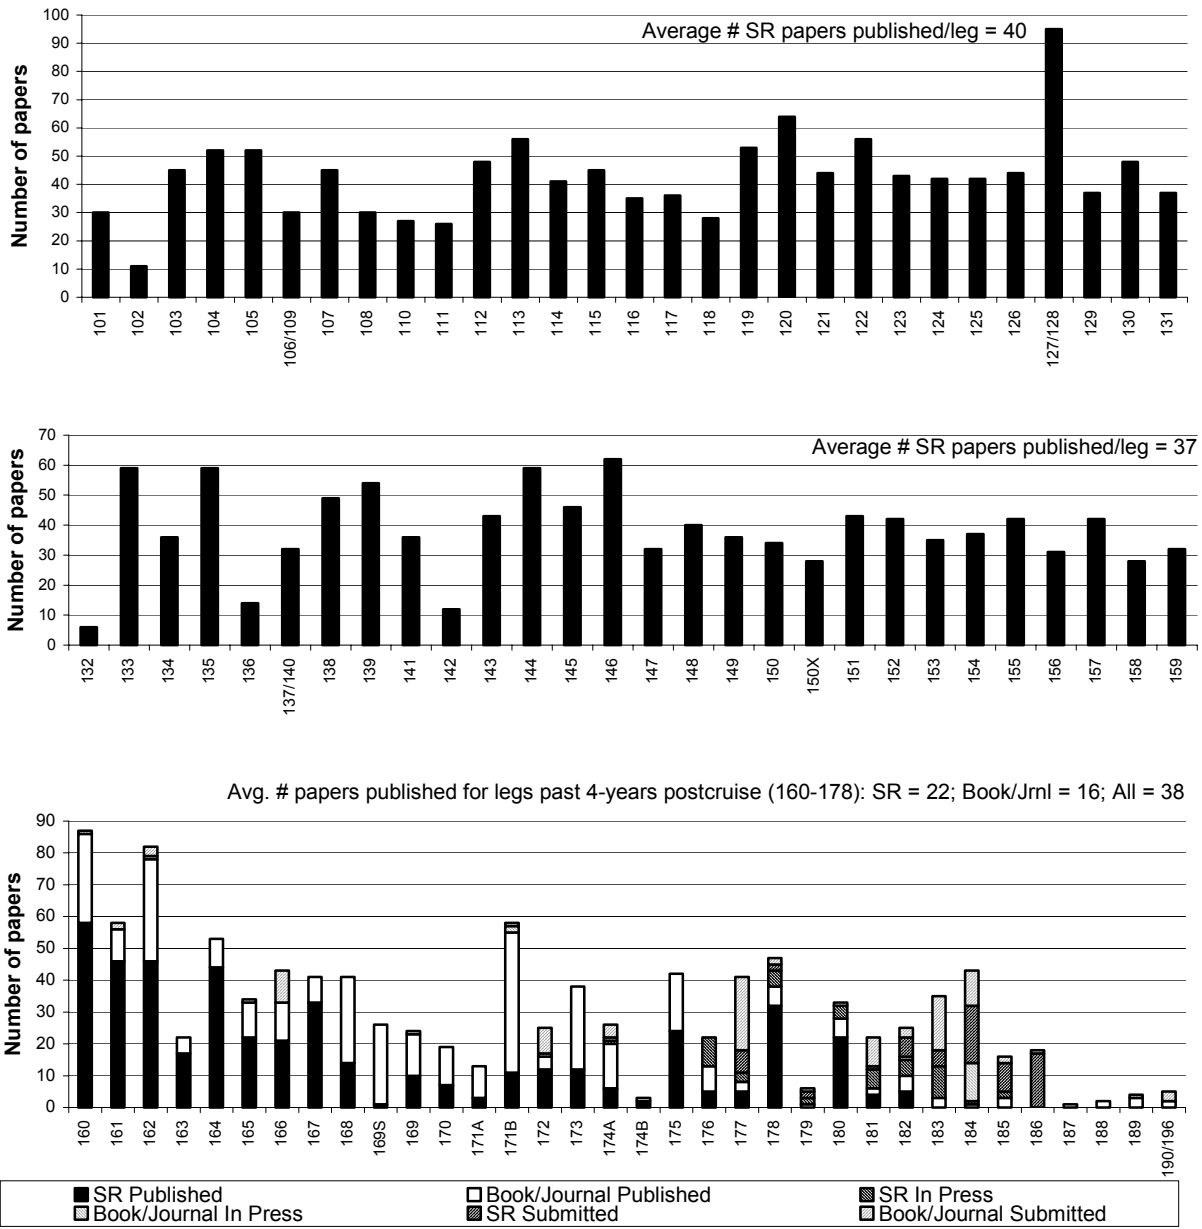 Average # SR papers published/leg = 40
Number of papers
100
90
80
70
60
50
40
30
20
10
0
101 102 103 104 105 106/109 107 108 110 111 112 113 114 115 116 117 118 119 120 121 122 123 124 125 126 127/128 129 130 131
Average # SR papers published/leg = 37
Number of papers
70
60
50
40
30
20
10
0
132 133 134 135 136 137/140 138 139 141 142 143 144 145 146 147 148 149 150 150X 151 152 153 154 155 156 157 158 159
Avg. # papers published for legs past 4-years postcruise (160-178): SR = 22; Book/Jrnl = 16; All = 38
Number of papers
90
80
70
60
50
40
30
20
10
0
160 161 162 163 164 165 166 167 168 169S 169 170 171A 171B 172 173 174A 174B 175 176 177 178 179 180 181 182 183 184 185 186 187 188 189 190/196
SR Published Book/Journal Published SR In Press
Book/Journal In Press SR Submitted Book/Journal Submitted